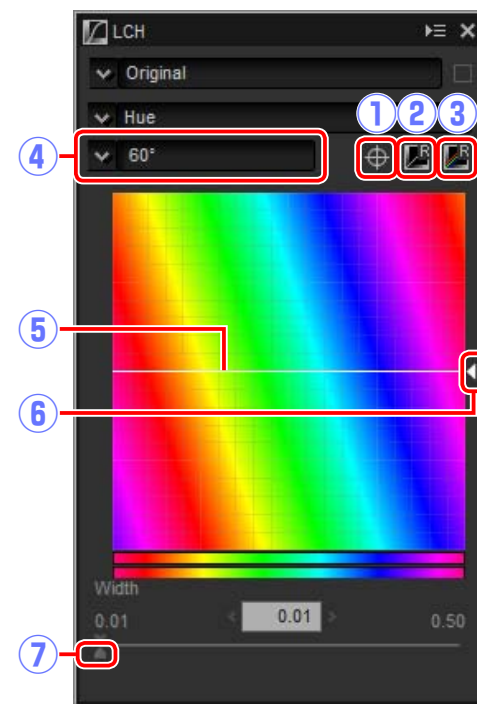 LCH
Original
Hue
① ② ③
④ 60° R R
⑤
⑥
Width
0.01 0.01 0.50
⑦